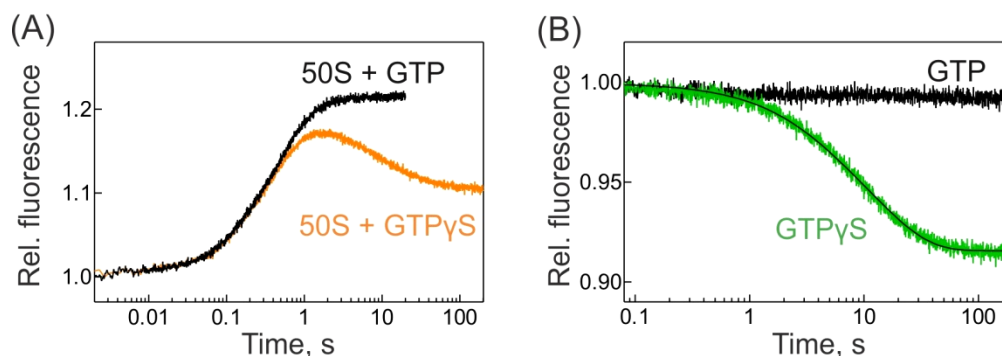 (A)
Rel. fluorescence
1.2
1.1
1.0
50S + GTP
50S + GTPγS
0.01
0.1
1
10
100
Time, s
(B)
Rel. fluorescence
1.00
0.95
0.90
GTP
GTPγS
0.1
1
10
100
Time, s